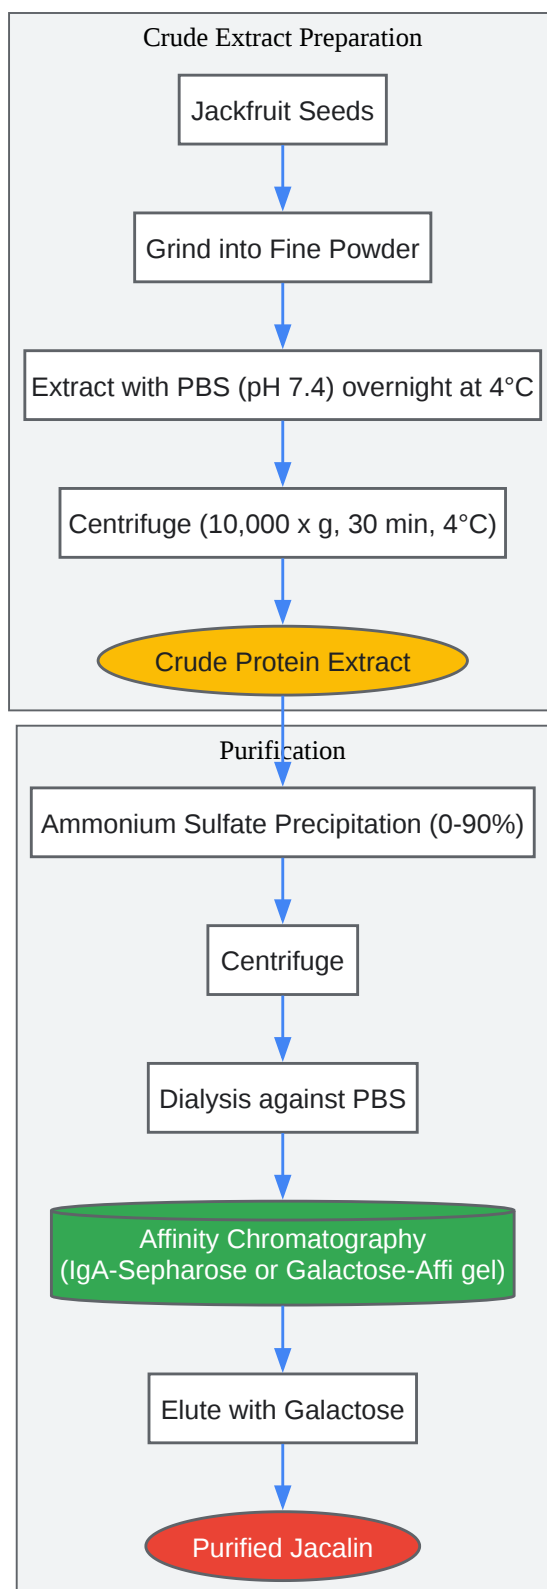 Crude Extract Preparation
Jackfruit Seeds
Grind into Fine Powder
Extract with PBS (pH 7.4) overnight at 4°C
Centrifuge (10,000 x g, 30 min, 4°C)
Crude Protein Extract
Purification
Ammonium Sulfate Precipitation (0-90%)
Centrifuge
Dialysis against PBS
Affinity Chromatography
(IgA-Sepharose or Galactose-Affi gel)
Elute with Galactose
Purified Jacalin